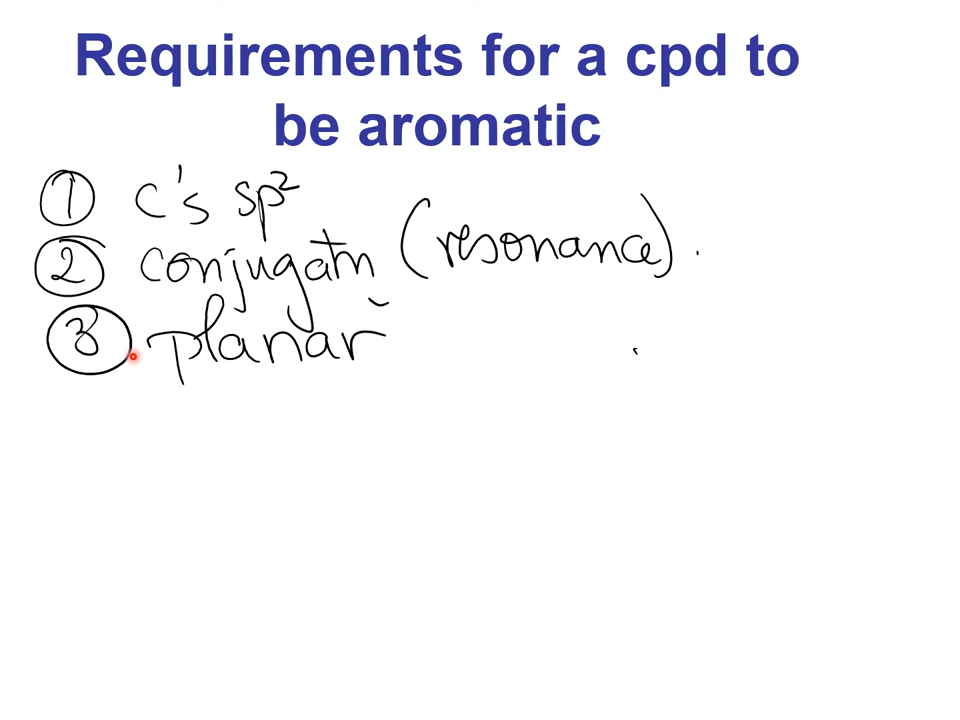 Requirements for a cpd to
be aromatic
① C's sp²
② conjugatn (resonance).
③. planar